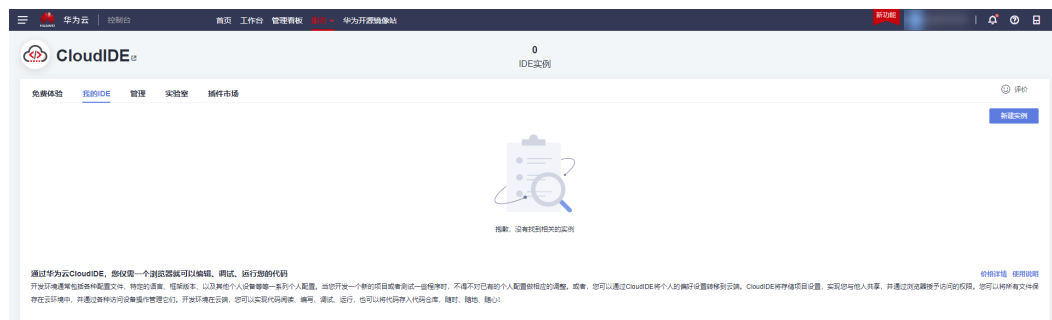 HUAWEI
华为云 控制台 首页 工作台 管理看板 华为开源镜像站 新功能
CloudIDE
0
IDE实例
免费体验 我的IDE 管理 实验室 插件市场 评价
新建实例
抱歉，没有找到相关的实例
通过华为云CloudIDE，您仅需一个浏览器就可以编辑、调试、运行您的代码 价格详情 使用说明
开发环境通常包括各种配置文件、特定的语言、框架版本、以及其他个人设备等等一系列个人配置。当您开发一个新的项目或者测试一些程序时，不得不对已有的个人配置做相应的调整。或者，您可以通过CloudIDE将个人的偏好设置转移到云端。CloudIDE将存储项目设置，实现您与他人共享，并通过浏览器授予访问的权限。您可以将所有文件保
存在云环境中，并通过各种访问设备操作管理它们。开发环境在云端，您可以实现代码阅读、编写、调试、运行，也可以将代码存入代码仓库，随时、随地、随心！